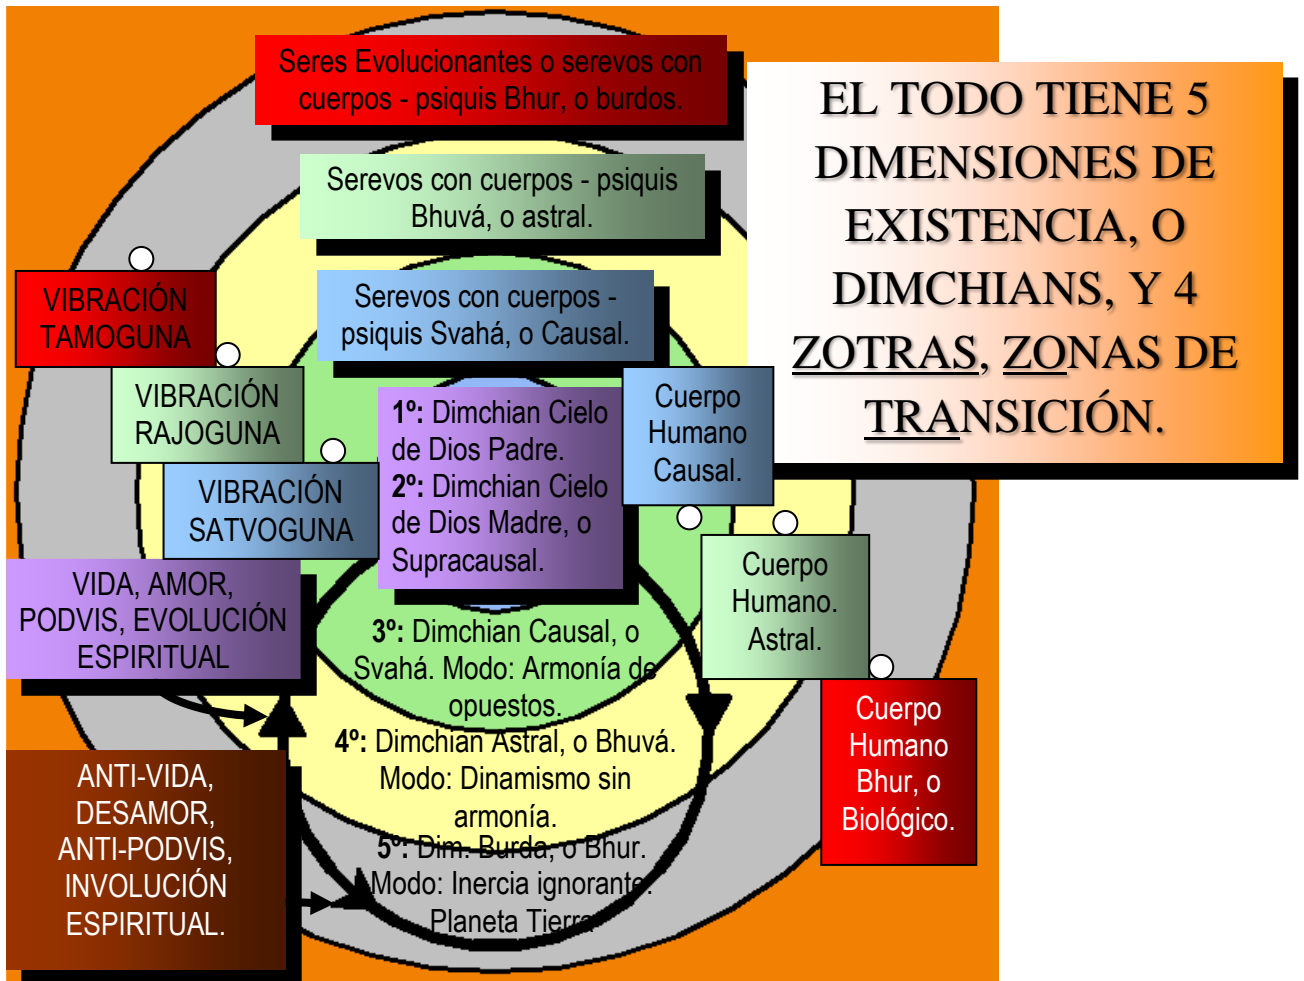 Seres Evolucionantes o serevos con
cuerpos - psiquis Bhur, o burdos.
EL TODO TIENE 5
DIMENSIONES DE
EXISTENCIA, O
DIMCHIANS, Y 4
ZOTRAS, ZONAS DE
TRANSICIÓN.
Serevos con cuerpos - psiquis
Bhuvá, o astral.
Serevos con cuerpos -
psiquis Svahá, o Causal.
VIBRACIÓN
TAMOGUNA
VIBRACIÓN
RAJOGUNA
VIBRACIÓN
SATVOGUNA
1º: Dimchian Cielo
de Dios Padre.
2º: Dimchian Cielo
de Dios Madre, o
Supracausal.
Cuerpo
Humano
Causal.
Cuerpo
Humano.
Astral.
Cuerpo
Humano
Bhur, o
Biológico.
VIDA, AMOR,
PODVIS, EVOLUCIÓN
ESPIRITUAL
3º: Dimchian Causal, o
Svahá. Modo: Armonía de
opuestos.
4º: Dimchian Astral, o Bhuvá.
Modo: Dinamismo sin
armonía.
5º: Dim. Burda, o Bhur.
Modo: Inercia ignorante.
Planeta Tierra
ANTI-VIDA,
DESAMOR,
ANTI-PODVIS,
INVOLUCIÓN
ESPIRITUAL.